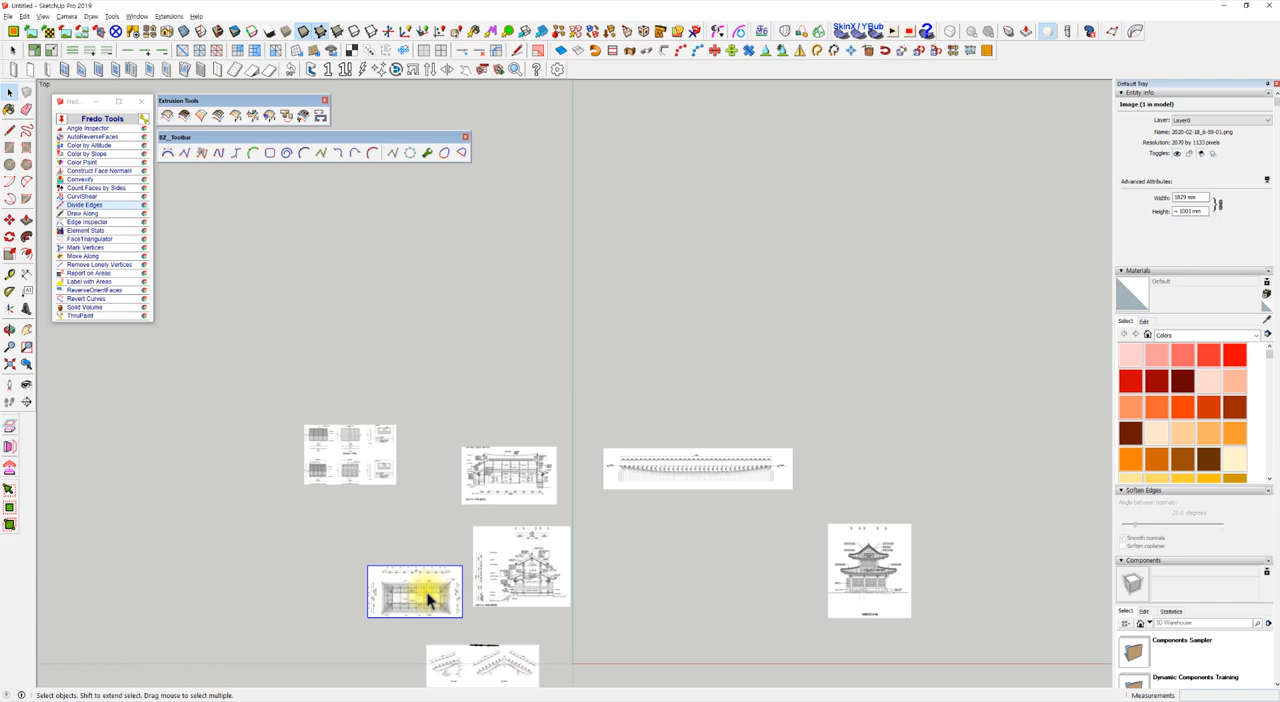 Untitled - SketchUp Pro 2019
File Edit View Camera Draw Tools Window Extensions Help
SkinX/YBub
Top
Default Tray
Entity Info
Image (1 in model)
Layer: Layer0
Name: 2020-02-18_6-59-01.png
Resolution: 2070 by 1133 pixels
Toggles:
Advanced Attributes:
Width: 1829 mm
Height: ~ 1001 mm
Materials
Default
Select Edit
Colors
Soften Edges
Angle between normals:
20.0 degrees
Smooth normals
Soften coplanar
Components
Select Edit Statistics
3D Warehouse
Components Sampler
Dynamic Components Training
Fred...
Fredo Tools
Angle Inspector
AutoReverseFaces
Color by Altitude
Color by Slope
Color Paint
Construct Face Normals
Convexify
Count Faces by Sides
CurviShear
Divide Edges
Draw Along
Edge Inspector
Element Stats
FaceTriangulator
Mark Vertices
Move Along
Remove Lonely Vertices
Report on Areas
Label with Areas
ReverseOrientFaces
Revert Curves
Solid Volume
ThruPaint
Extrusion Tools
BZ__Toolbar
Select objects. Shift to extend select. Drag mouse to select multiple.
Measurements